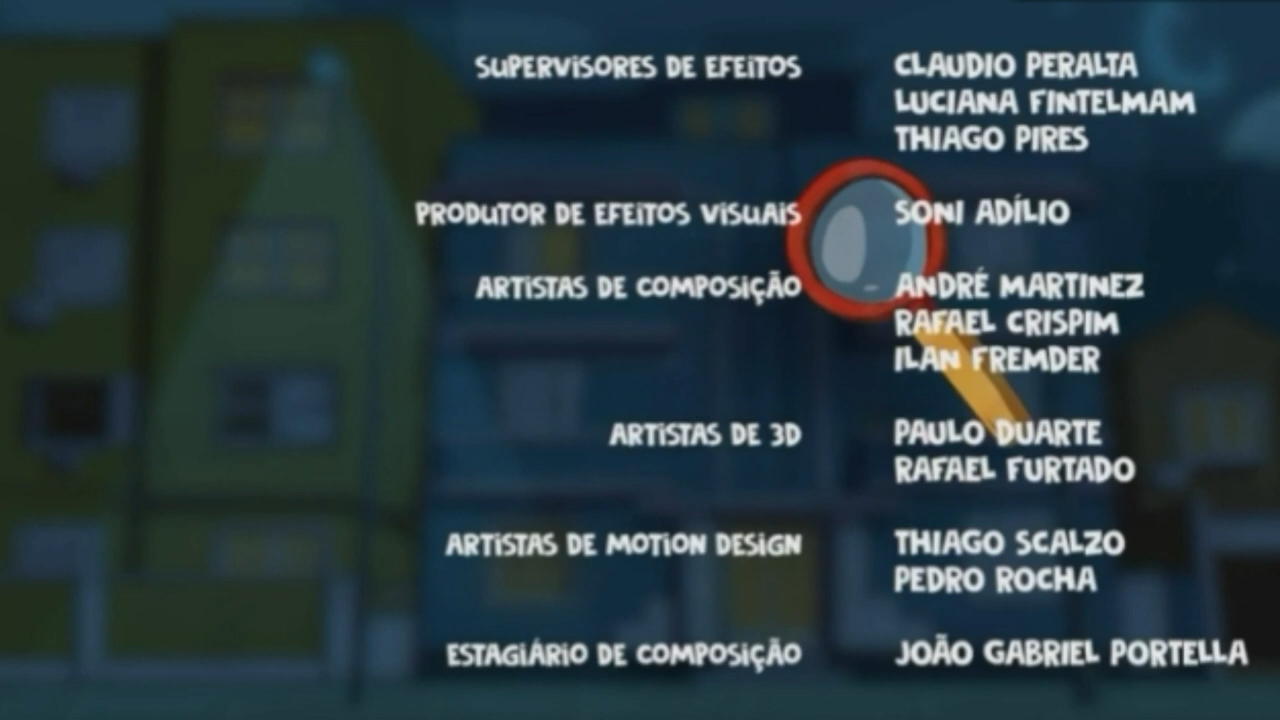 SUPERVISORES DE EFEITOS CLAUDIO PERALTA
LUCIANA FINTELMAM
THIAGO PIRES
PRODUTOR DE EFEITOS VISUAIS SONI ADÍLIO
ARTISTAS DE COMPOSIÇÃO ANDRÉ MARTINEZ
RAFAEL CRISPIM
ILAN FREMDER
ARTISTAS DE 3D PAULO DUARTE
RAFAEL FURTADO
ARTISTAS DE MOTION DESIGN THIAGO SCALZO
PEDRO ROCHA
ESTAGIÁRIO DE COMPOSIÇÃO JOÃO GABRIEL PORTELLA